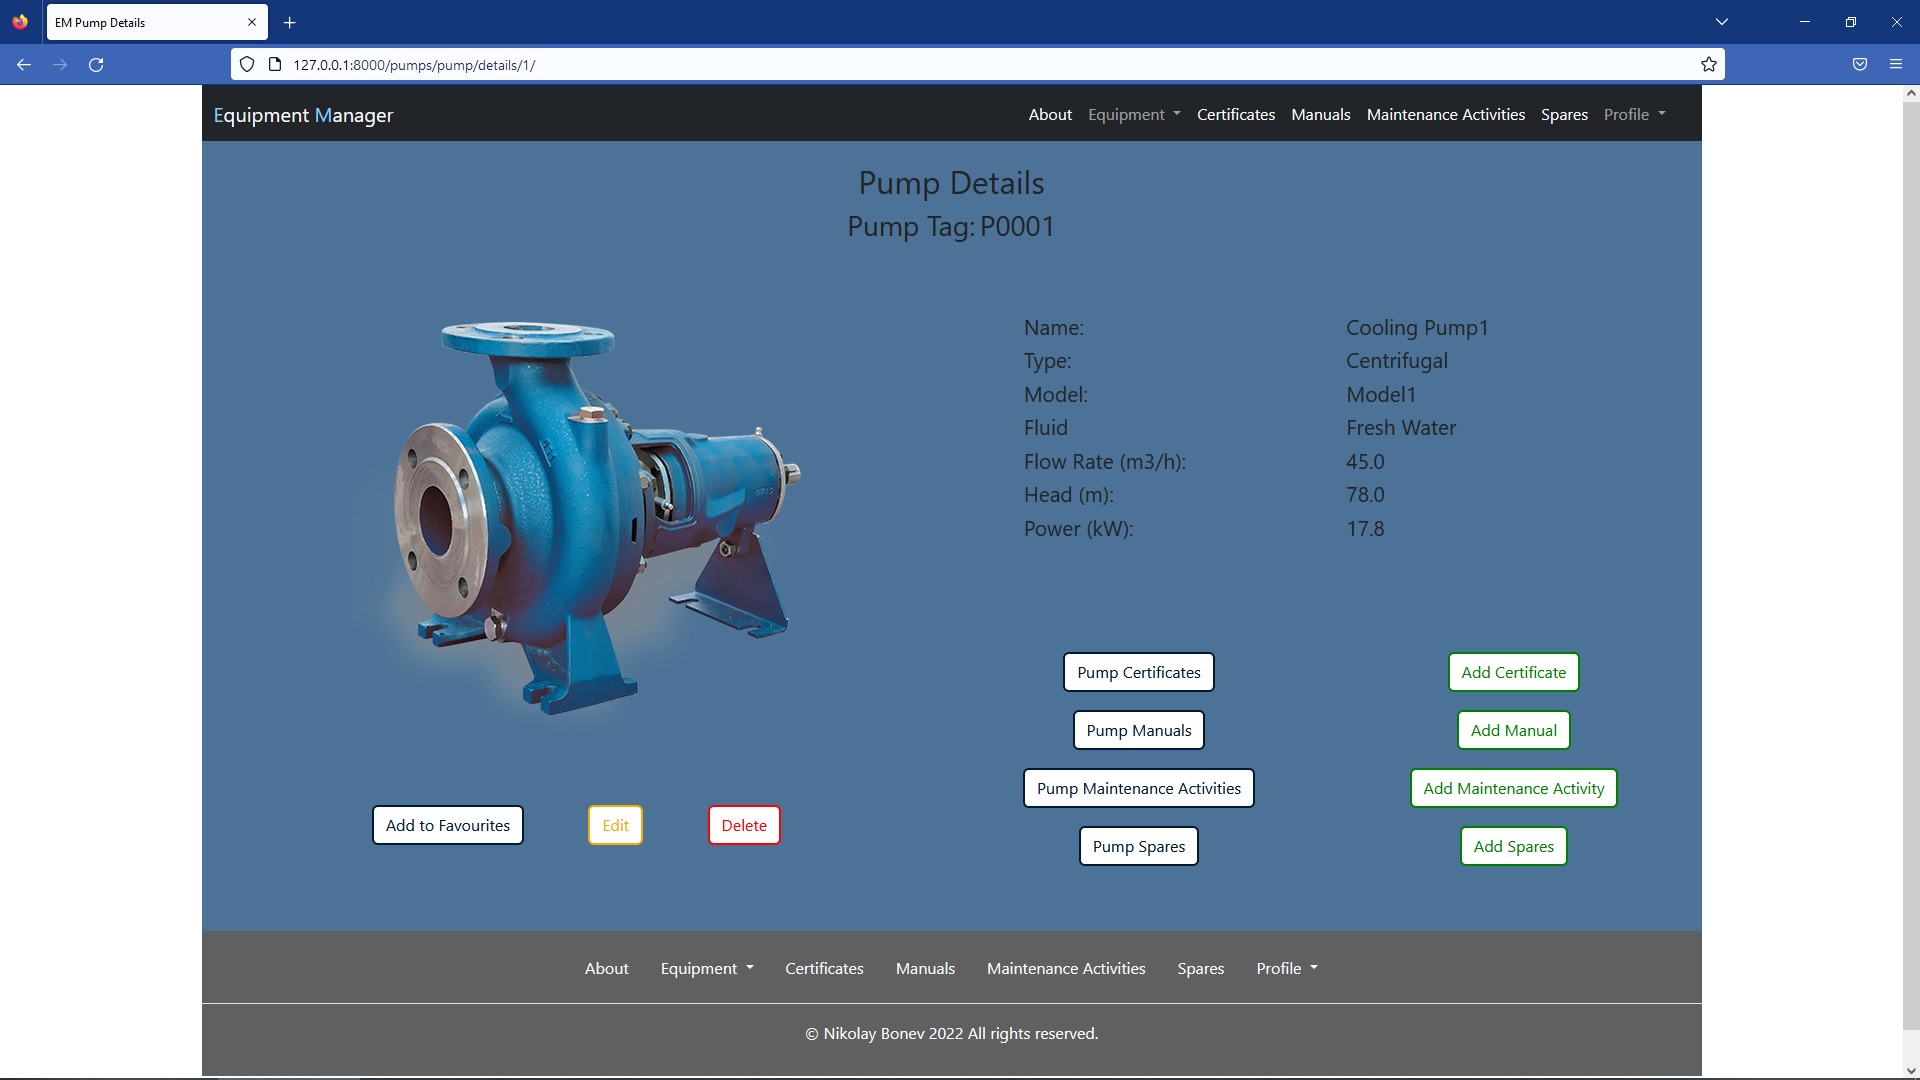 EM Pump Details
127.0.0.1:8000/pumps/pump/details/1/
Equipment Manager
About Equipment Certificates Manuals Maintenance Activities Spares Profile
Pump Details
Pump Tag: P0001
Name: Cooling Pump1
Type: Centrifugal
Model: Model1
Fluid Fresh Water
Flow Rate (m3/h): 45.0
Head (m): 78.0
Power (kW): 17.8
Pump Certificates Add Certificate
Pump Manuals Add Manual
Pump Maintenance Activities Add Maintenance Activity
Add to Favourites Edit Delete
Pump Spares Add Spares
About Equipment Certificates Manuals Maintenance Activities Spares Profile
© Nikolay Bonev 2022 All rights reserved.